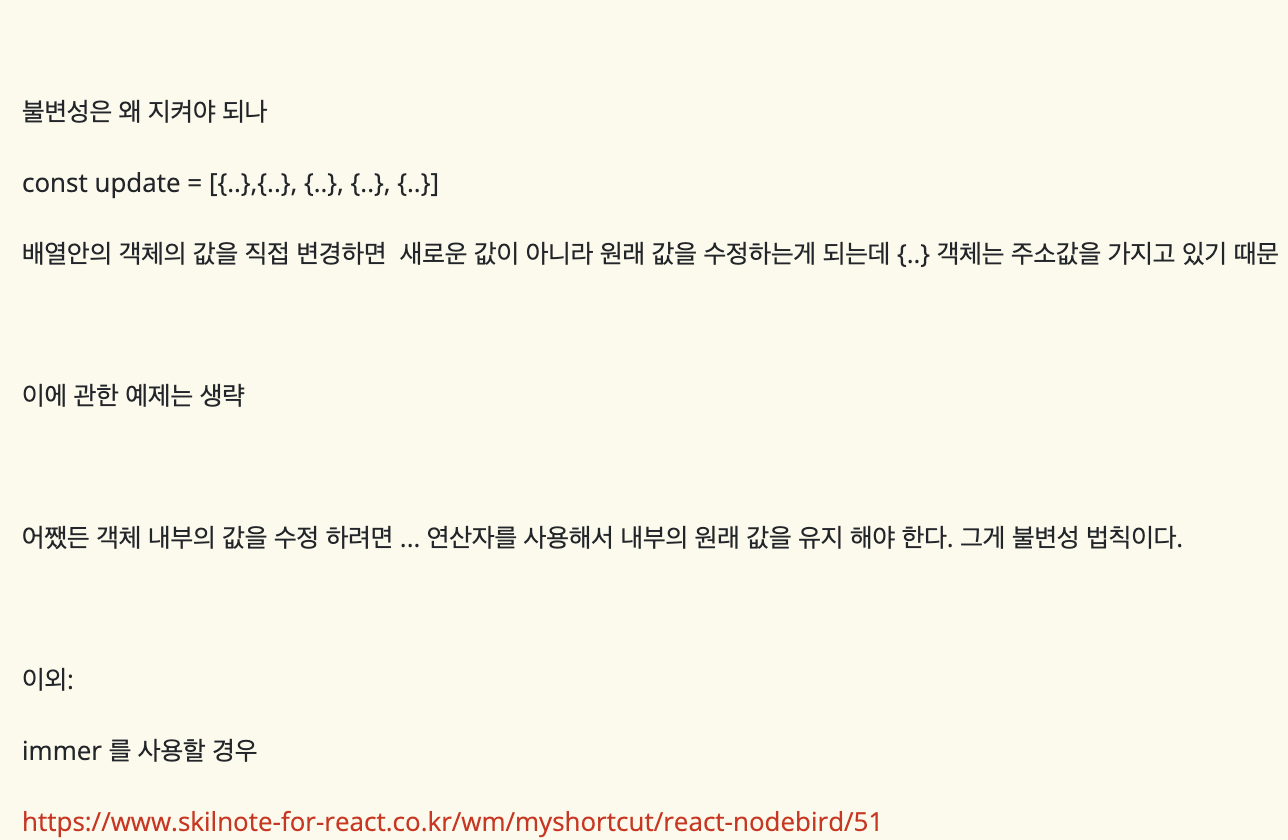 불변성은 왜 지켜야 되나
const update = [{..},{..}, {..}, {..}, {..}]
배열안의 객체의 값을 직접 변경하면  새로운 값이 아니라 원래 값을 수정하는게 되는데 {..} 객체는 주소값을 가지고 있기 때문
이에 관한 예제는 생략
어쨌든 객체 내부의 값을 수정 하려면 ... 연산자를 사용해서 내부의 원래 값을 유지 해야 한다. 그게 불변성 법칙이다.
이외:
immer 를 사용할 경우
https://www.skilnote-for-react.co.kr/wm/myshortcut/react-nodebird/51